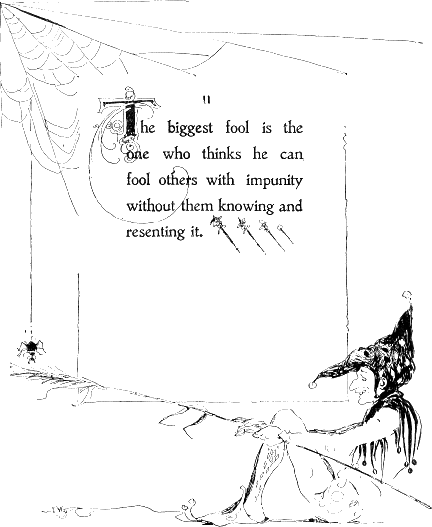 "
The biggest fool is the
one who thinks he can
fool others with impunity
without them knowing and
resenting it.